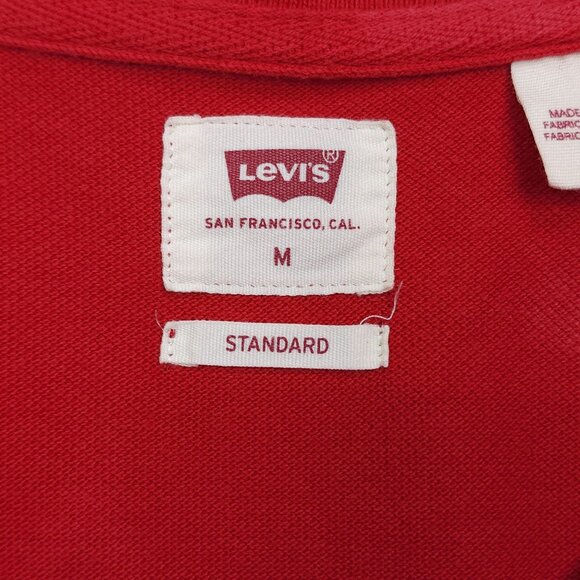 Levi's®
SAN FRANCISCO, CAL.
M
STANDARD
MADE
FABRIC
FABRIC